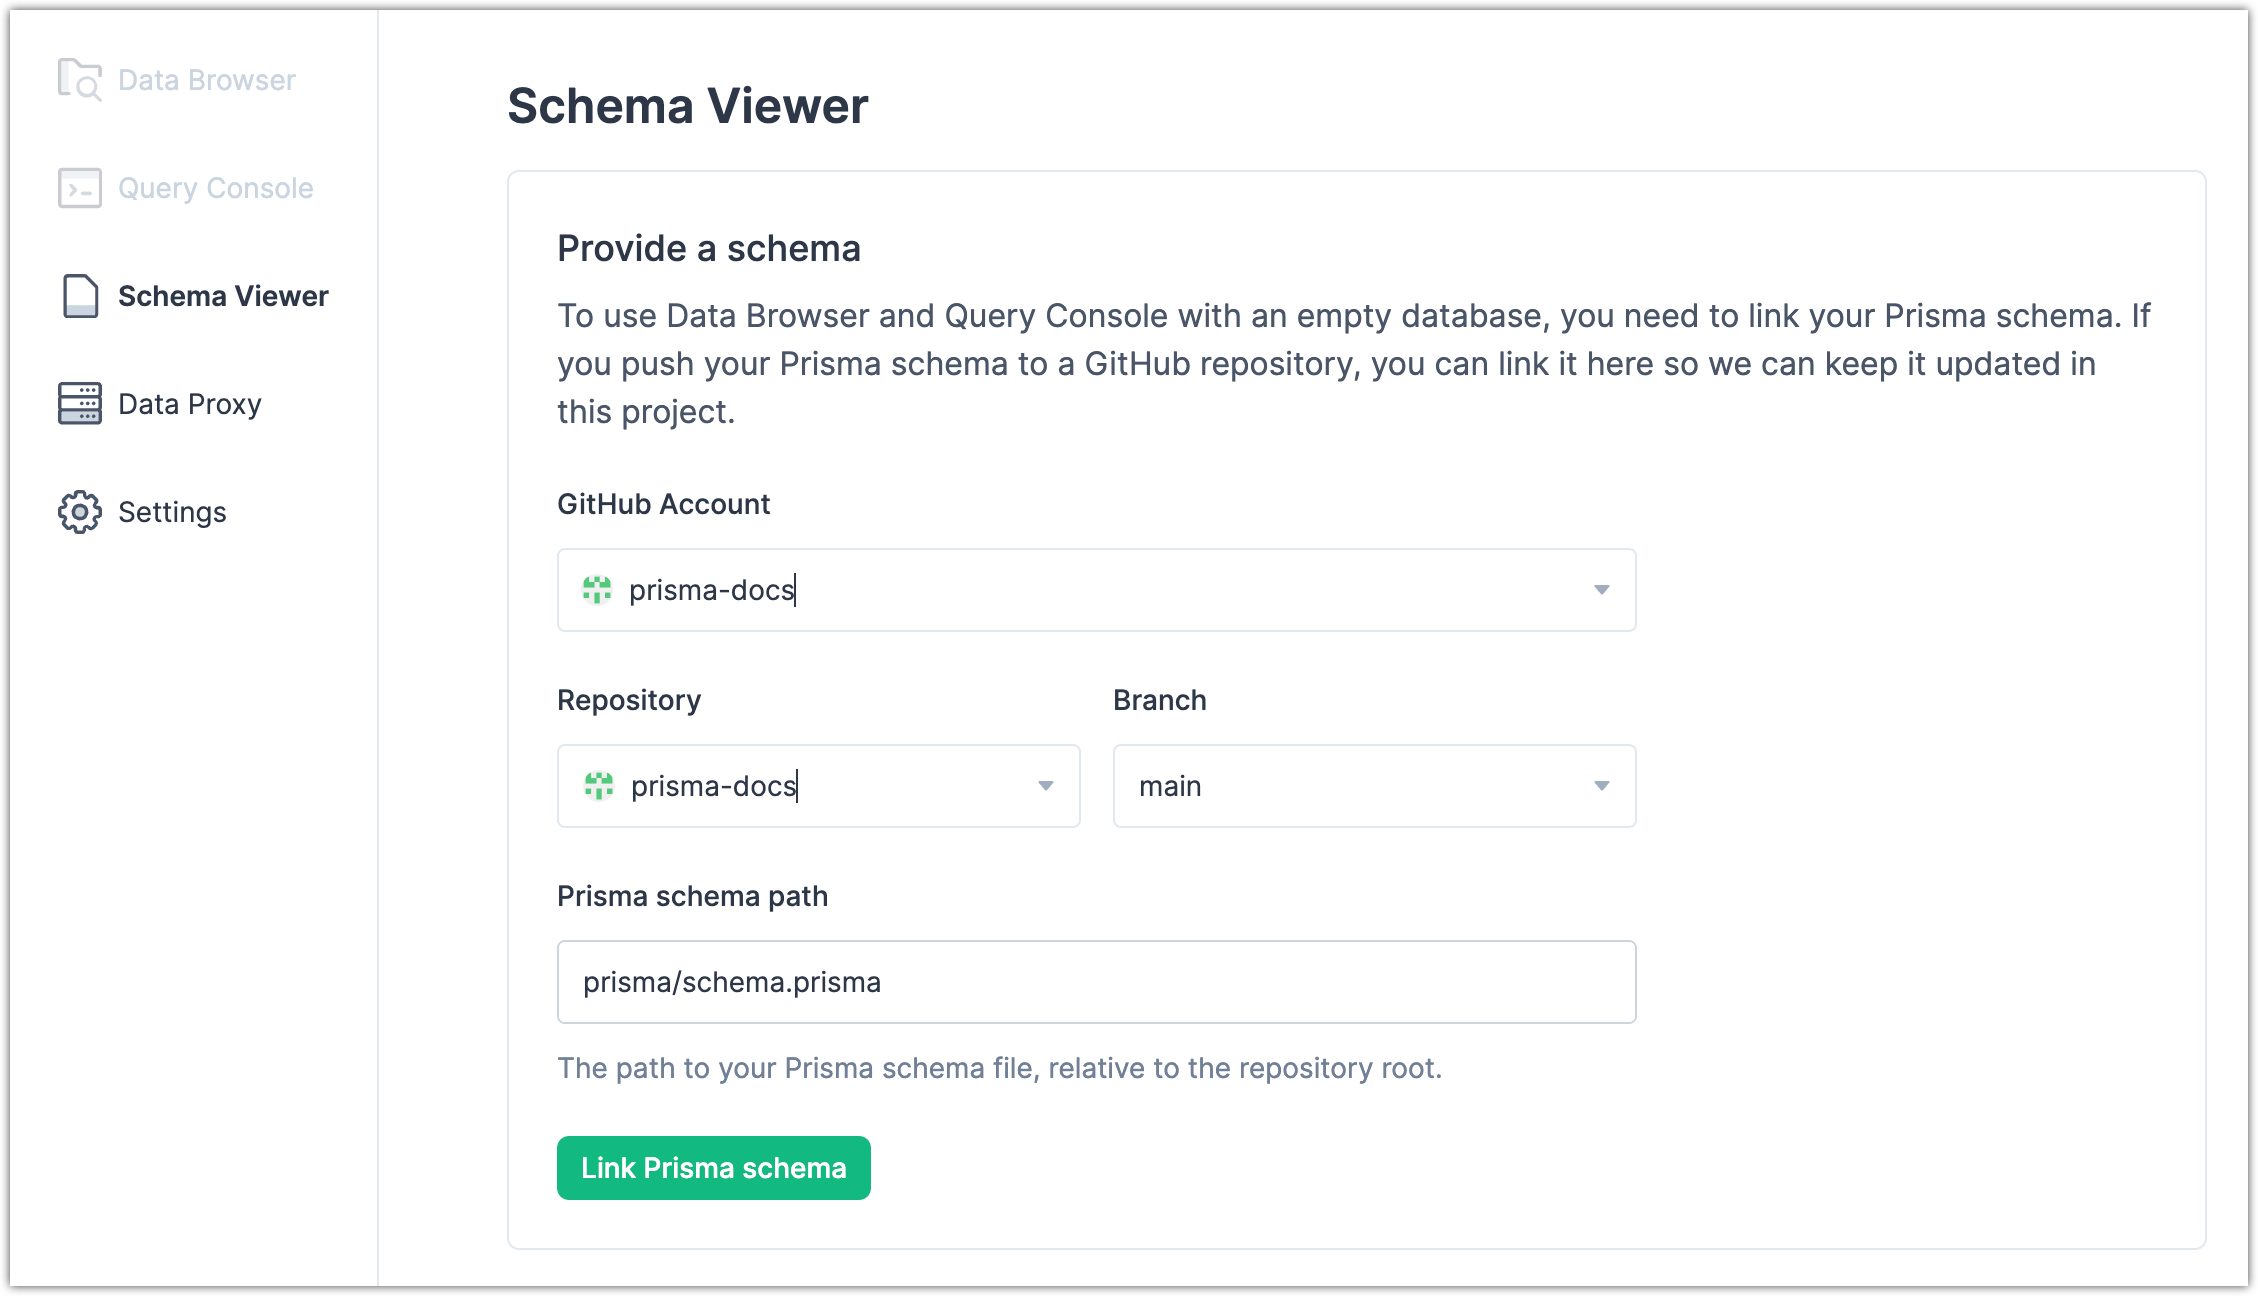 Data Browser
Query Console
Schema Viewer
Data Proxy
Settings
Schema Viewer
Provide a schema
To use Data Browser and Query Console with an empty database, you need to link your Prisma schema. If
you push your Prisma schema to a GitHub repository, you can link it here so we can keep it updated in
this project.
GitHub Account
prisma-docs
Repository
Branch
prisma-docs
main
Prisma schema path
prisma/schema.prisma
The path to your Prisma schema file, relative to the repository root.
Link Prisma schema